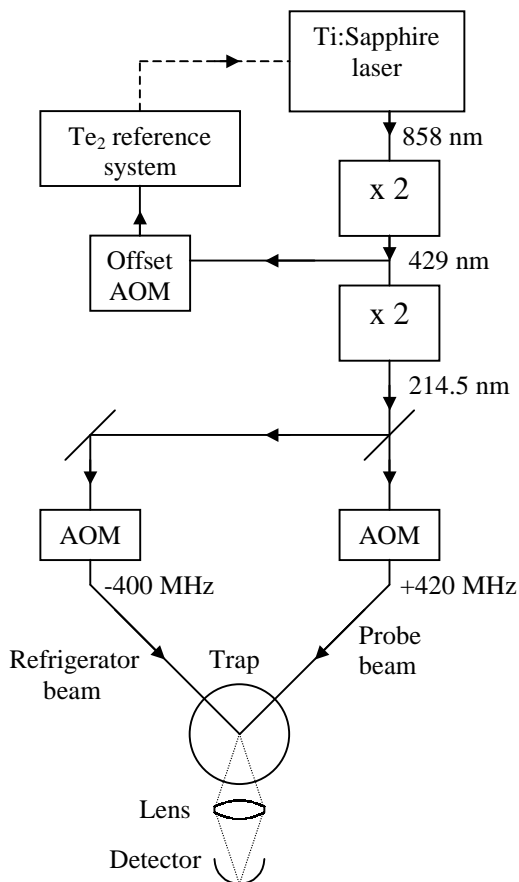 Ti:Sapphire
laser
858 nm
Te₂ reference
system
x 2
Offset
AOM
429 nm
x 2
214.5 nm
AOM
AOM
-400 MHz
+420 MHz
Refrigerator
beam
Trap
Probe
beam
Lens
Detector